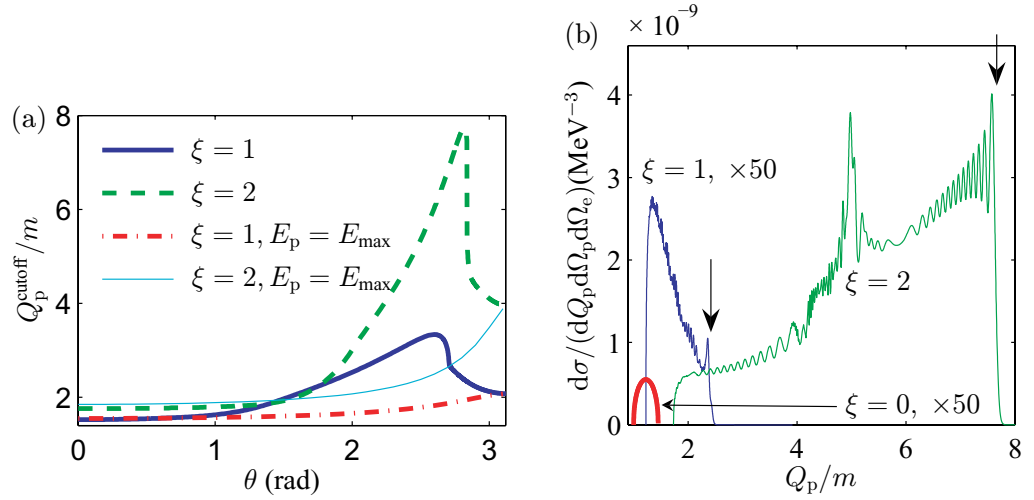 (a)
8
6
4
2
0
1
2
3
Q_p^cutoff/m
θ (rad)
ξ = 1
ξ = 2
ξ = 1, E_p = E_max
ξ = 2, E_p = E_max
(b)
× 10^−9
4
3
2
1
0
2
4
6
8
dσ/(dQ_p dΩ_p dΩ_e)(MeV^−3)
Q_p/m
ξ = 1, ×50
ξ = 2
ξ = 0, ×50